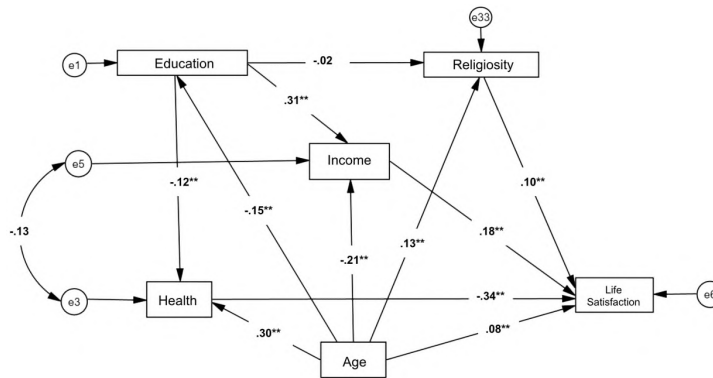 e33
e1
Education
-.02
Religiosity
.31**
e5
Income
-.12**
.10**
-.15**
.18**
-.13
.13**
-.21**
e3
Health
-.34**
Life
Satisfaction
.30**
.08**
Age